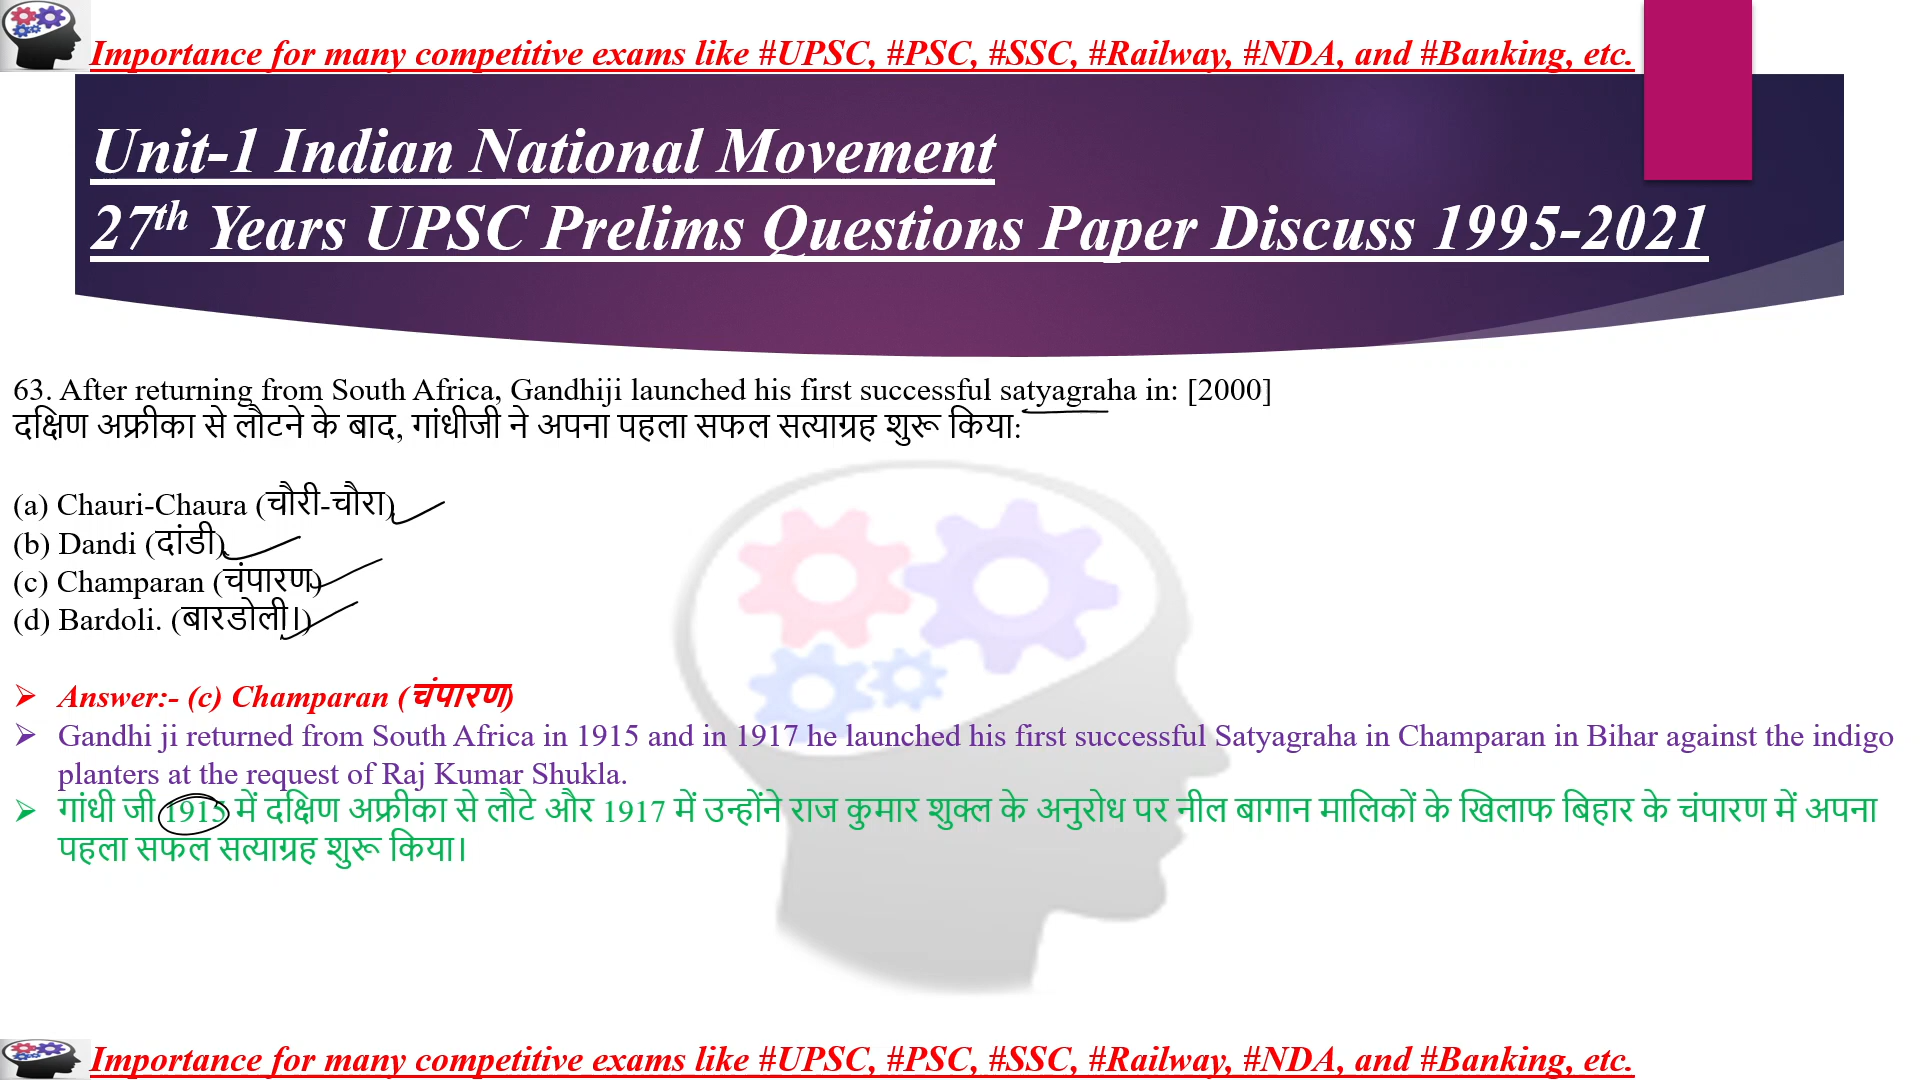 Importance for many competitive exams like #UPSC, #PSC, #SSC, #Railway, #NDA, and #Banking, etc.
Unit-1 Indian National Movement
27th Years UPSC Prelims Questions Paper Discuss 1995-2021
63. After returning from South Africa, Gandhiji launched his first successful satyagraha in: [2000]
दक्षिण अफ्रीका से लौटने के बाद, गांधीजी ने अपना पहला सफल सत्याग्रह शुरू किया:
(a) Chauri-Chaura (चौरी-चौरा)
(b) Dandi (दांडी)
(c) Champaran (चंपारण)
(d) Bardoli. (बारडोली।)
➢ Answer:- (c) Champaran (चंपारण)
➢ Gandhi ji returned from South Africa in 1915 and in 1917 he launched his first successful Satyagraha in Champaran in Bihar against the indigo
planters at the request of Raj Kumar Shukla.
➢ गांधी जी 1915 में दक्षिण अफ्रीका से लौटे और 1917 में उन्होंने राज कुमार शुक्ल के अनुरोध पर नील बागान मालिकों के खिलाफ बिहार के चंपारण में अपना
पहला सफल सत्याग्रह शुरू किया।
Importance for many competitive exams like #UPSC, #PSC, #SSC, #Railway, #NDA, and #Banking, etc.